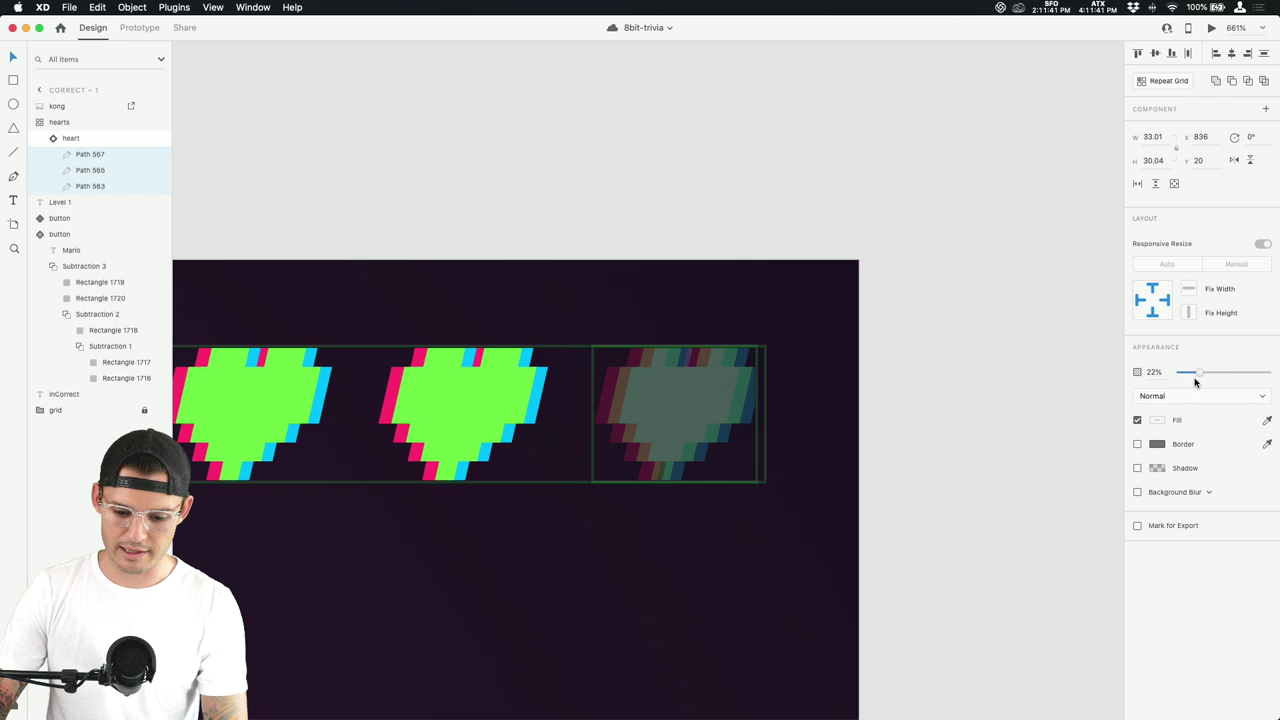 XD File Edit Object Plugins View Window Help
SFO ATX
2:11:41 PM 4:11:41 PM 100%
Design Prototype Share 8bit-trivia 661%
All Items
CORRECT – 1
kong
hearts
heart
Path 567
Path 565
Path 563
Level 1
button
button
Mario
Subtraction 3
Rectangle 1719
Rectangle 1720
Subtraction 2
Rectangle 1718
Subtraction 1
Rectangle 1717
Rectangle 1716
inCorrect
grid
T
Repeat Grid
COMPONENT
W 33.01 X 836 0°
H 30.04 Y 20
LAYOUT
Responsive Resize
Auto Manual
Fix Width
Fix Height
APPEARANCE
22%
Normal
Fill
Border
Shadow
Background Blur
Mark for Export